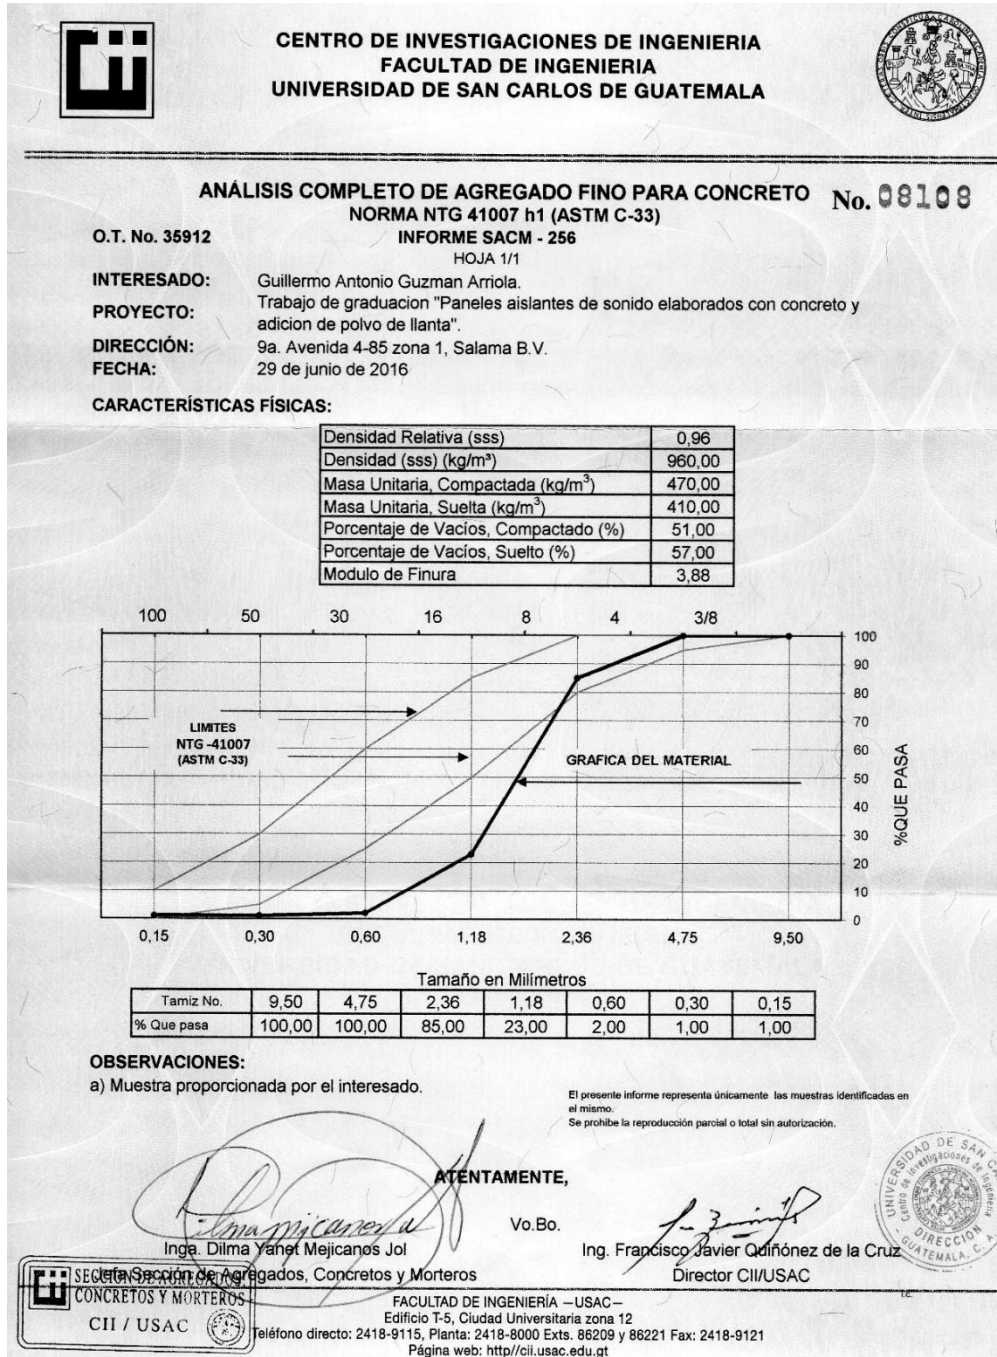 CENTRO DE INVESTIGACIONES DE INGENIERIA
FACULTAD DE INGENIERIA
UNIVERSIDAD DE SAN CARLOS DE GUATEMALA
ANÁLISIS COMPLETO DE AGREGADO FINO PARA CONCRETO No. 08108
NORMA NTG 41007 h1 (ASTM C-33)
O.T. No. 35912 INFORME SACM - 256
HOJA 1/1
INTERESADO: Guillermo Antonio Guzman Arriola.
PROYECTO: Trabajo de graduacion "Paneles aislantes de sonido elaborados con concreto y
adicion de polvo de llanta".
DIRECCIÓN: 9a. Avenida 4-85 zona 1, Salama B.V.
FECHA: 29 de junio de 2016
CARACTERÍSTICAS FÍSICAS:
Densidad Relativa (sss) 0,96
Densidad (sss) (kg/m³) 960,00
Masa Unitaria, Compactada (kg/m³) 470,00
Masa Unitaria, Suelta (kg/m³) 410,00
Porcentaje de Vacíos, Compactado (%) 51,00
Porcentaje de Vacíos, Suelto (%) 57,00
Modulo de Finura 3,88
100 50 30 16 8 4 3/8
100
90
80
70
60
50
40
30
20
10
0
%QUE PASA
LIMITES
NTG -41007
(ASTM C-33)
GRAFICA DEL MATERIAL
0,15 0,30 0,60 1,18 2,36 4,75 9,50
Tamaño en Milímetros
Tamiz No. 9,50 4,75 2,36 1,18 0,60 0,30 0,15
% Que pasa 100,00 100,00 85,00 23,00 2,00 1,00 1,00
OBSERVACIONES:
a) Muestra proporcionada por el interesado.
El presente informe representa únicamente las muestras identificadas en
el mismo.
Se prohibe la reproducción parcial o total sin autorización.
ATENTAMENTE,
Vo.Bo.
Inga. Dilma Yanet Mejicanos Jol
Jefa Sección de Agregados, Concretos y Morteros
Ing. Francisco Javier Quiñónez de la Cruz
Director CII/USAC
SECCIÓN DE AGREGADOS,
CONCRETOS Y MORTEROS
CII / USAC
UNIVERSIDAD DE SAN CA
Centro de Investigaciones de Ingeniería
DIRECCION
GUATEMALA, C. A.
FACULTAD DE INGENIERÍA —USAC—
Edificio T-5, Ciudad Universitaria zona 12
Teléfono directo: 2418-9115, Planta: 2418-8000 Exts. 86209 y 86221 Fax: 2418-9121
Página web: http//cii.usac.edu.gt